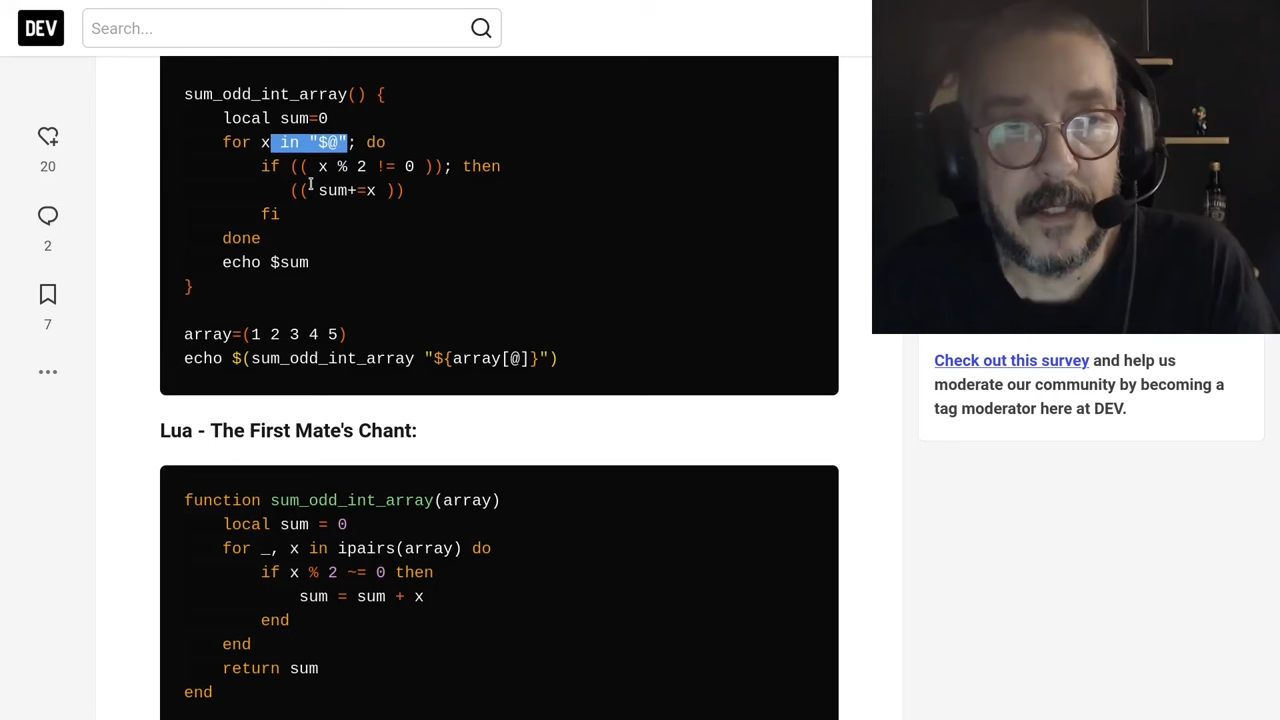 DEV
Search...
sum_odd_int_array() {
    local sum=0
    for x in "$@"; do
        if (( x % 2 != 0 )); then
           (( sum+=x ))
        fi
    done
    echo $sum
}
array=(1 2 3 4 5)
echo $(sum_odd_int_array "${array[@]}")
20
2
7
Lua - The First Mate's Chant:
function sum_odd_int_array(array)
    local sum = 0
    for _, x in ipairs(array) do
        if x % 2 ~= 0 then
            sum = sum + x
        end
    end
    return sum
end
Check out this survey and help us
moderate our community by becoming a
tag moderator here at DEV.